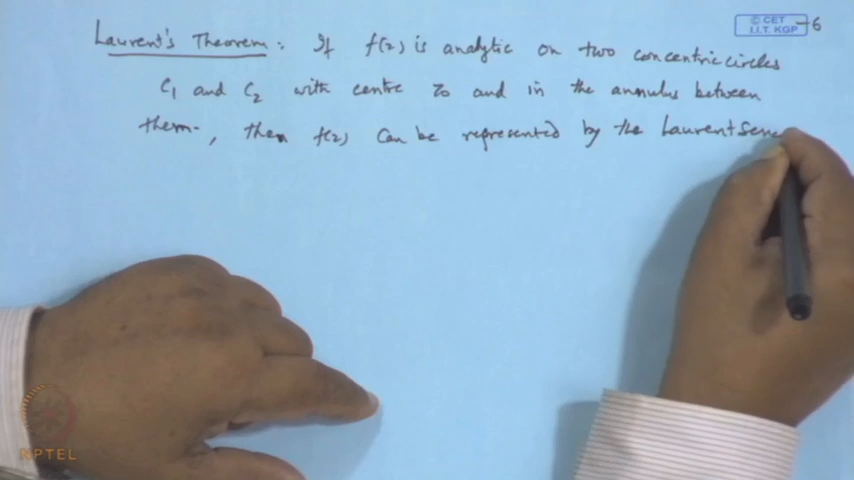 © CET
I.I.T. KGP
-6
Laurent's Theorem: If f(z) is analytic on two concentric circles
C1 and C2 with centre z0 and in the annulus between
them, then f(z) can be represented by the Laurent Serie
NPTEL